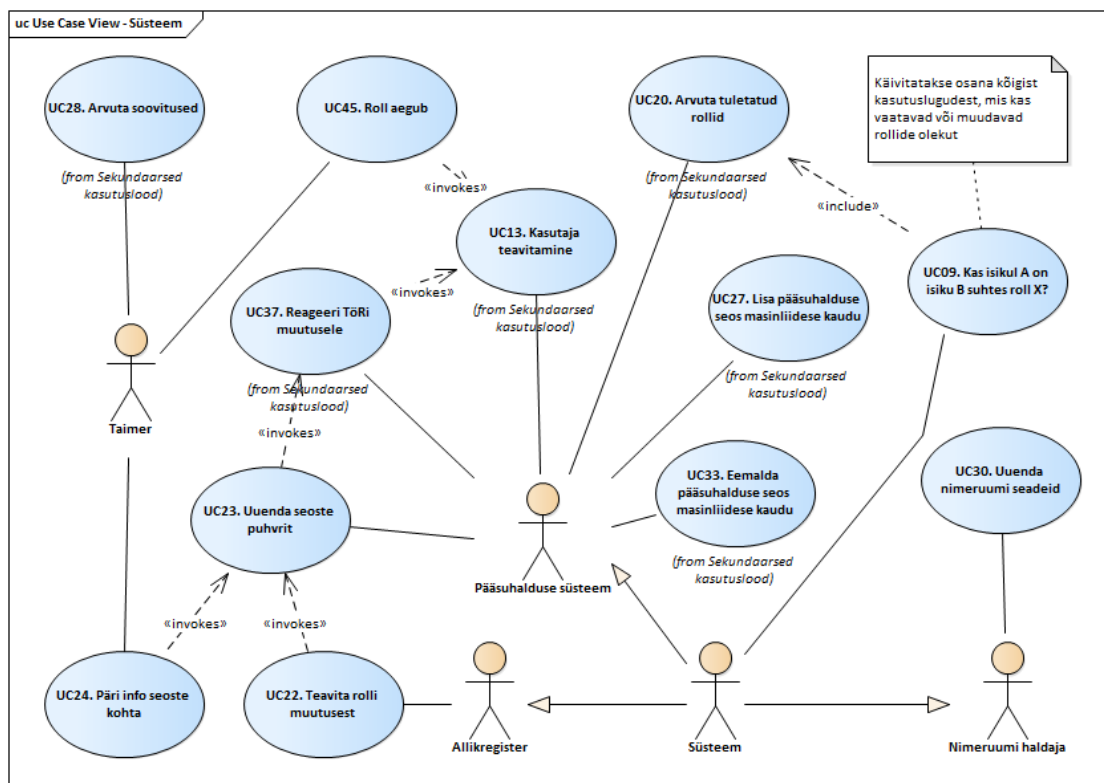 uc Use Case View - Süsteem
UC28. Arvuta soovitused
(from Sekundaarsed
kasutuslood)
UC45. Roll aegub
«invokes»
UC20. Arvuta tuletatud
rollid
(from Sekundaarsed
kasutuslood)
Käivitatakse osana kõigist
kasutuslugudest, mis kas
vaatavad või muudavad
rollide olekut
«include»
UC13. Kasutaja
teavitamine
(from Sekundaarsed
kasutuslood)
«invokes»
UC09. Kas isikul A on
isiku B suhtes roll X?
UC27. Lisa pääsuhalduse
seos masinliidese kaudu
(from Sekundaarsed
kasutuslood)
UC37. Reageeri TöRi
muutusele
(from Sekundaarsed
kasutuslood)
Taimer
«invokes»
UC33. Eemalda
pääsuhalduse seos
masinliidese kaudu
(from Sekundaarsed
kasutuslood)
UC30. Uuenda
nimeruumi seadeid
UC23. Uuenda seoste
puhvrit
Pääsuhalduse süsteem
«invokes»
«invokes»
UC24. Päri info seoste
kohta
UC22. Teavita rolli
muutusest
Allikregister
Süsteem
Nimeruumi haldaja